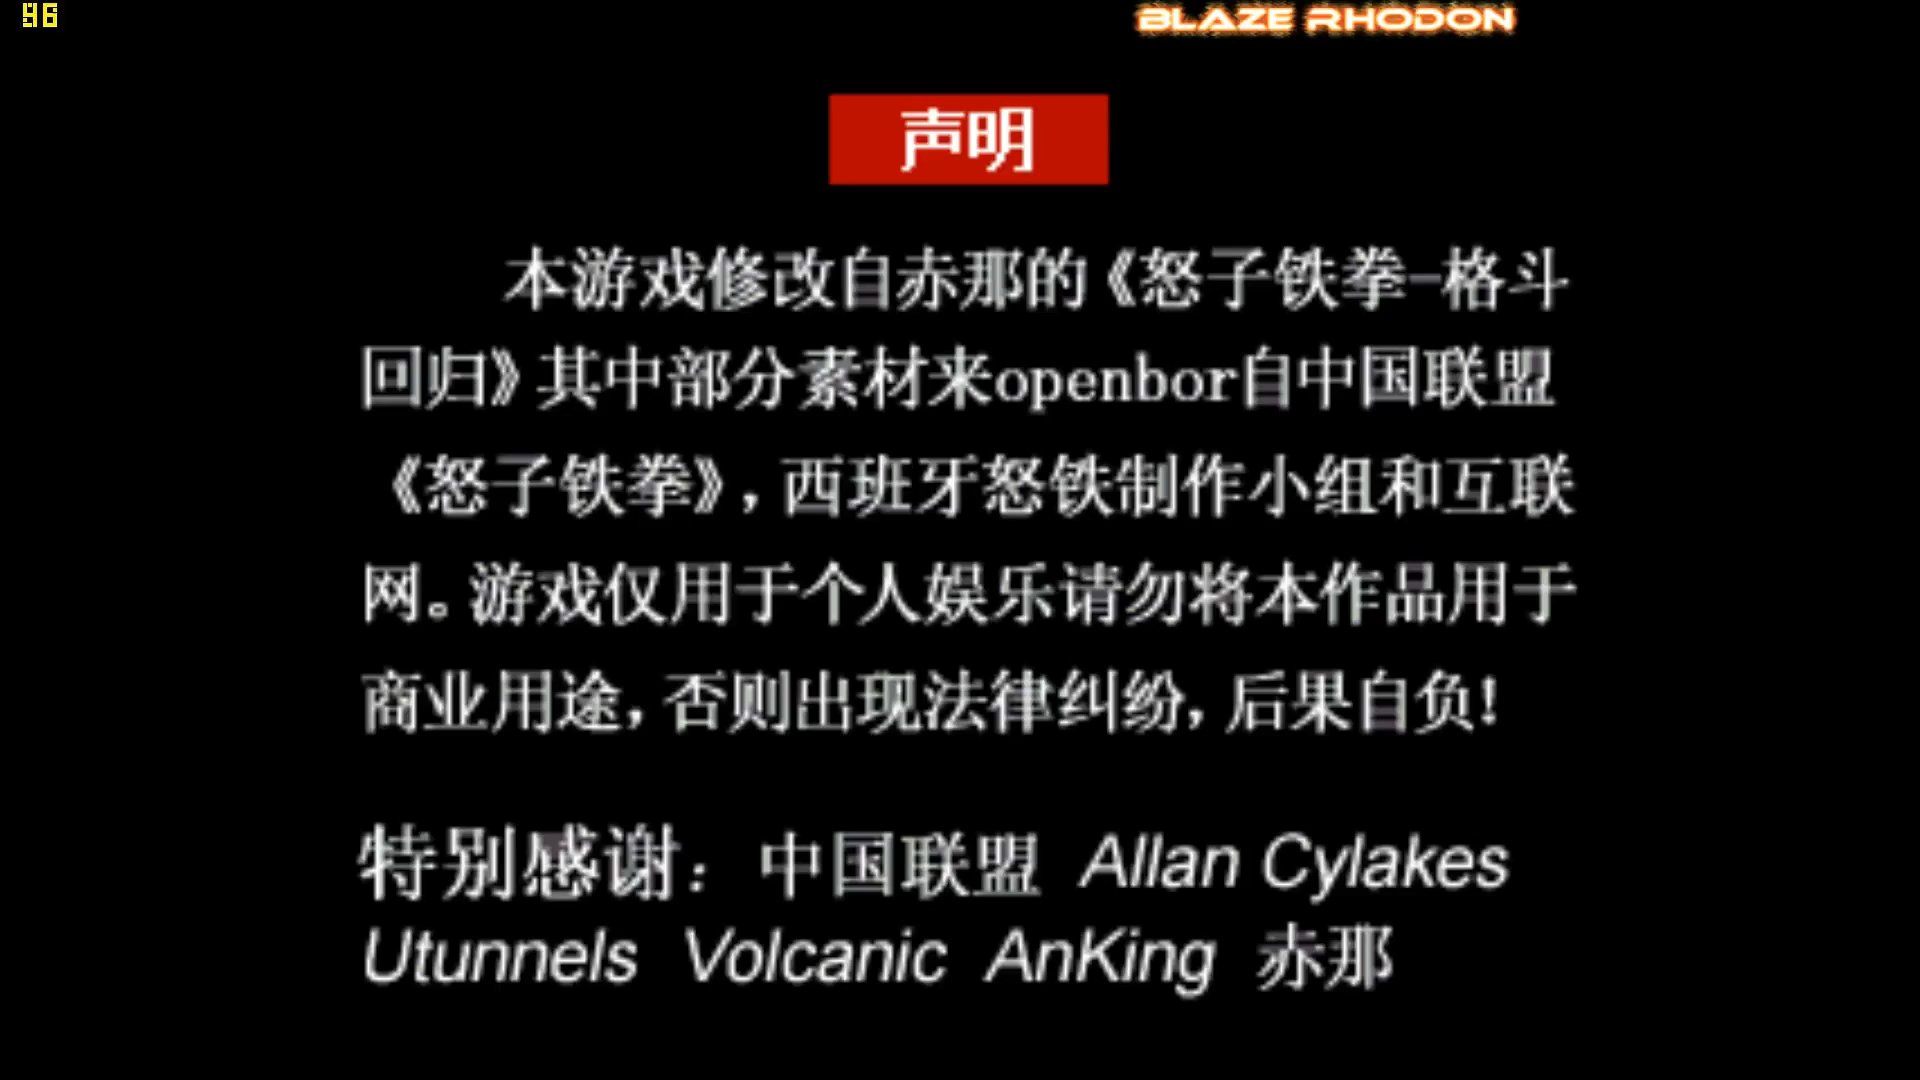 96
BLAZE RHODON
声明
本游戏修改自赤那的《怒子铁拳-格斗
回归》其中部分素材来openbor自中国联盟
《怒子铁拳》，西班牙怒铁制作小组和互联
网。游戏仅用于个人娱乐请勿将本作品用于
商业用途，否则出现法律纠纷，后果自负！
特别感谢：中国联盟 Allan Cylakes
Utunnels Volcanic AnKing 赤那